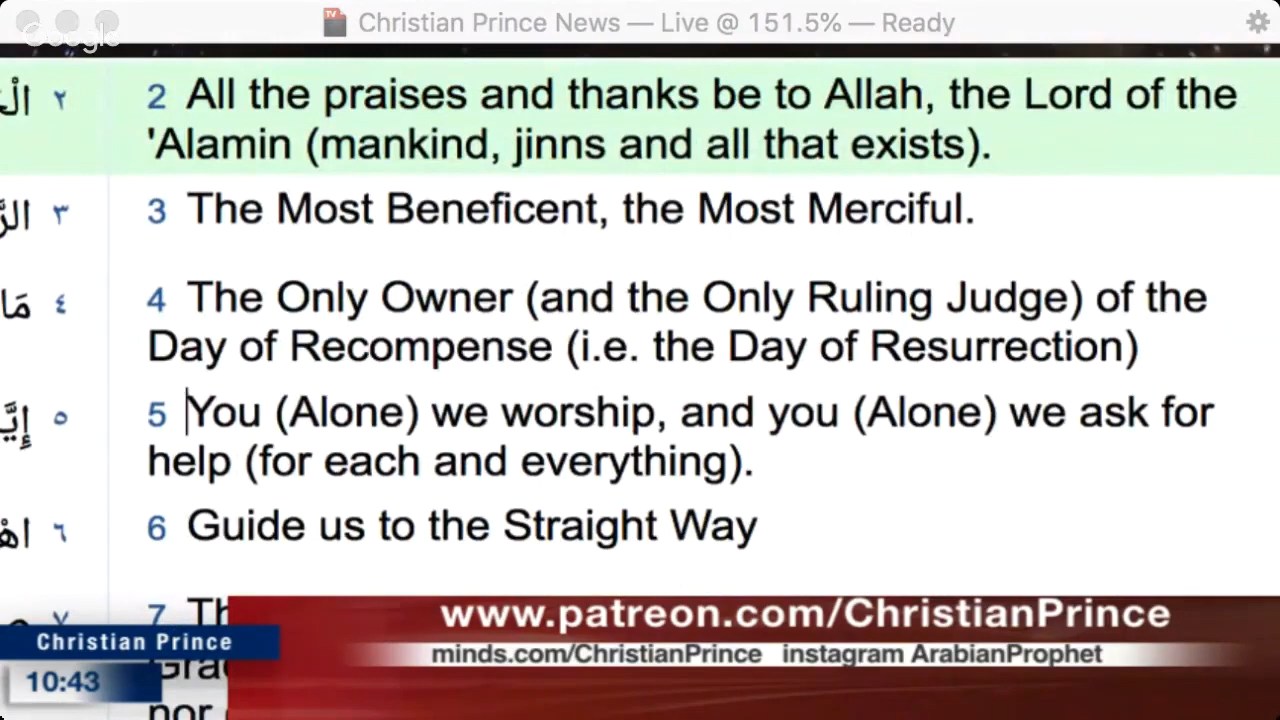 Christian Prince News — Live @ 151.5% — Ready
Google
٢ 2 All the praises and thanks be to Allah, the Lord of the
'Alamin (mankind, jinns and all that exists).
٣ 3 The Most Beneficent, the Most Merciful.
٤ 4 The Only Owner (and the Only Ruling Judge) of the
Day of Recompense (i.e. the Day of Resurrection)
٥ 5 You (Alone) we worship, and you (Alone) we ask for
help (for each and everything).
٦ 6 Guide us to the Straight Way
7
www.patreon.com/ChristianPrince
Christian Prince
minds.com/ChristianPrince instagram ArabianProphet
10:43
nor